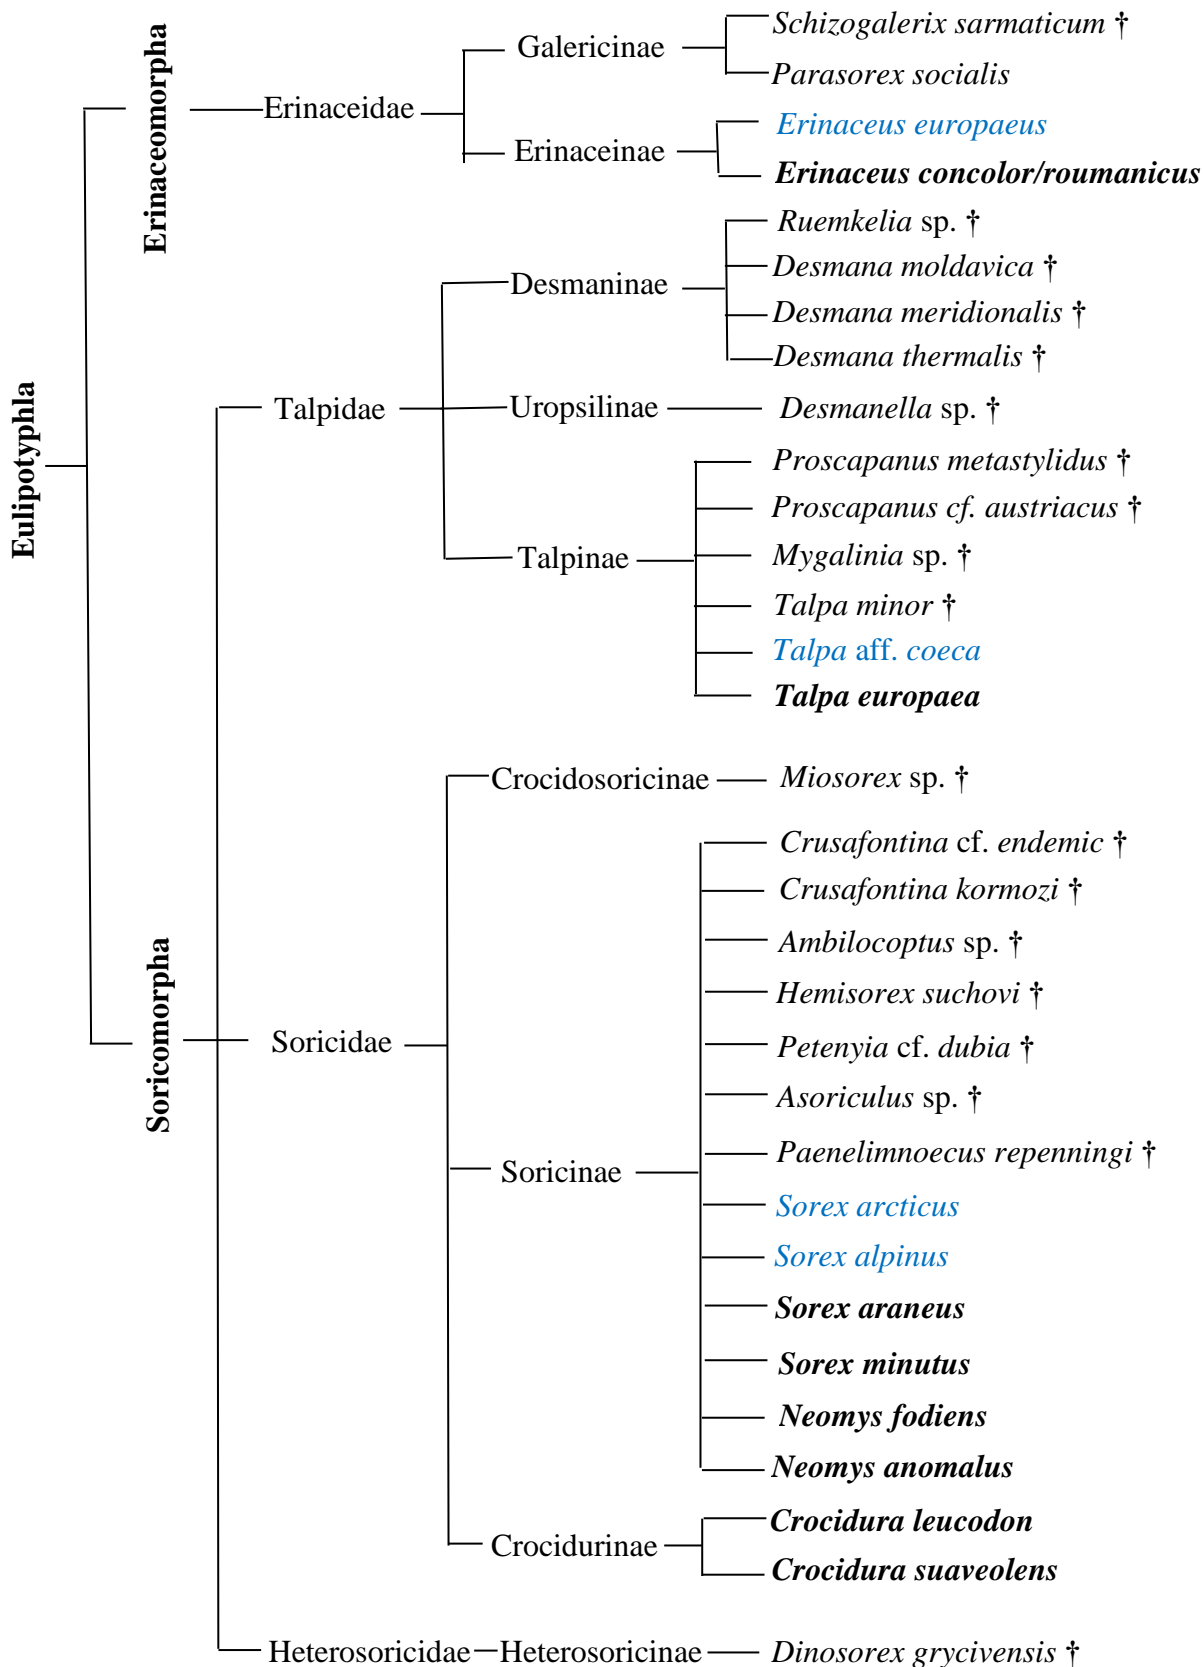 Eulipotyphla
Erinaceomorpha
Erinaceidae
Galericinae
Schizogalerix sarmaticum †
Parasorex socialis
Erinaceinae
Erinaceus europaeus
Erinaceus concolor/roumanicus
Soricomorpha
Talpidae
Desmaninae
Ruemkelia sp. †
Desmana moldavica †
Desmana meridionalis †
Desmana thermalis †
Uropsilinae
Desmanella sp. †
Talpinae
Proscapanus metastylidus †
Proscapanus cf. austriacus †
Mygalinia sp. †
Talpa minor †
Talpa aff. coeca
Talpa europaea
Soricidae
Crocidosoricinae
Miosorex sp. †
Soricinae
Crusafontina cf. endemic †
Crusafontina kormozi †
Ambilocoptus sp. †
Hemisorex suchovi †
Petenyia cf. dubia †
Asoriculus sp. †
Paenelimnoecus repenningi †
Sorex arcticus
Sorex alpinus
Sorex araneus
Sorex minutus
Neomys fodiens
Neomys anomalus
Crocidurinae
Crocidura leucodon
Crocidura suaveolens
Heterosoricidae
Heterosoricinae
Dinosorex grycivensis †